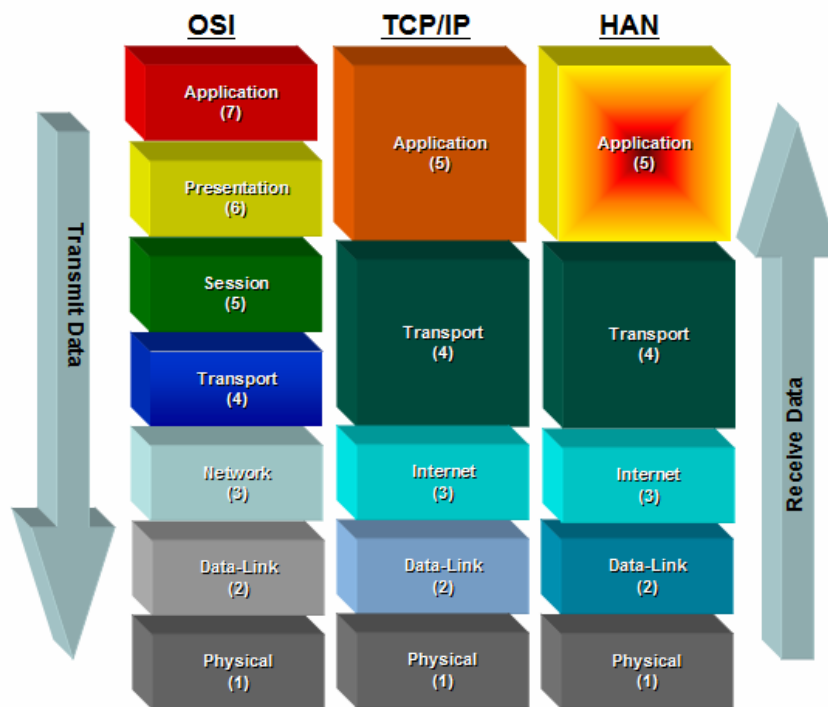 OSI
TCP/IP
HAN
Transmit Data
Application
(7)
Presentation
(6)
Session
(5)
Transport
(4)
Network
(3)
Data-Link
(2)
Physical
(1)
Application
(5)
Transport
(4)
Internet
(3)
Data-Link
(2)
Physical
(1)
Application
(5)
Transport
(4)
Internet
(3)
Data-Link
(2)
Physical
(1)
Receive Data